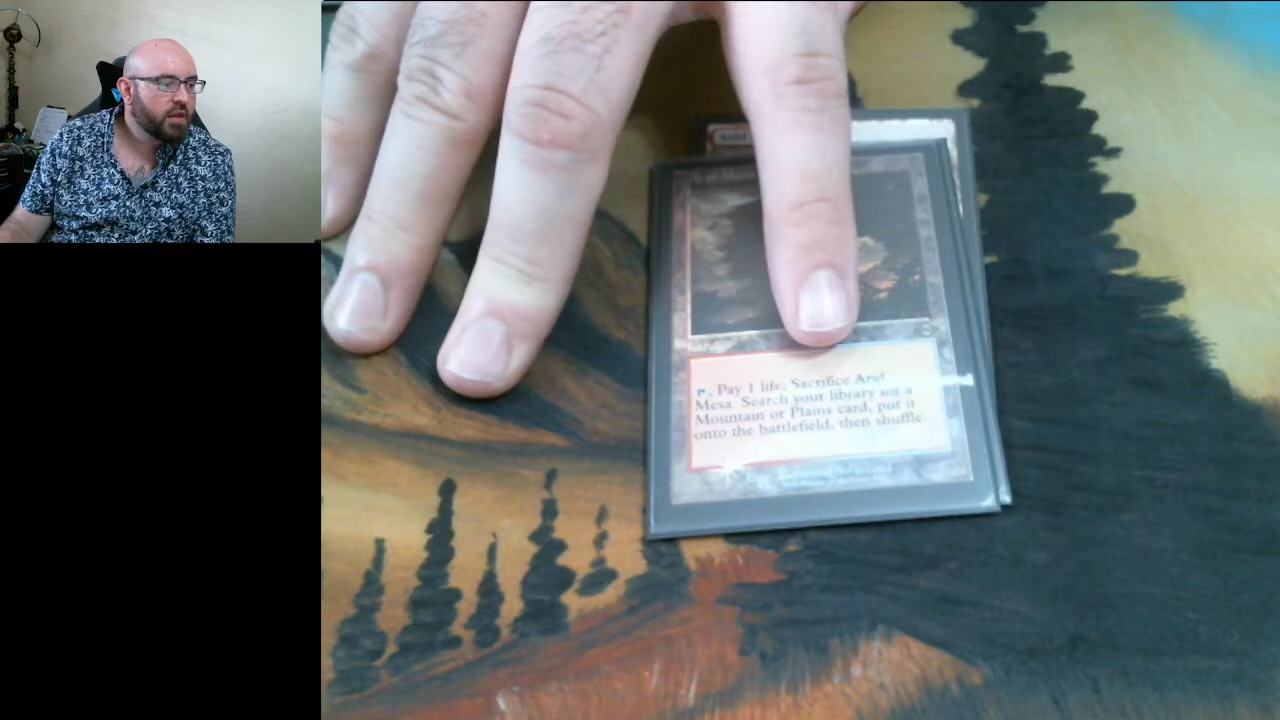 Land
, Pay 1 life, Sacrifice Arid
Mesa: Search your library for a
Mountain or Plains card, put it
onto the battlefield, then shuffle.